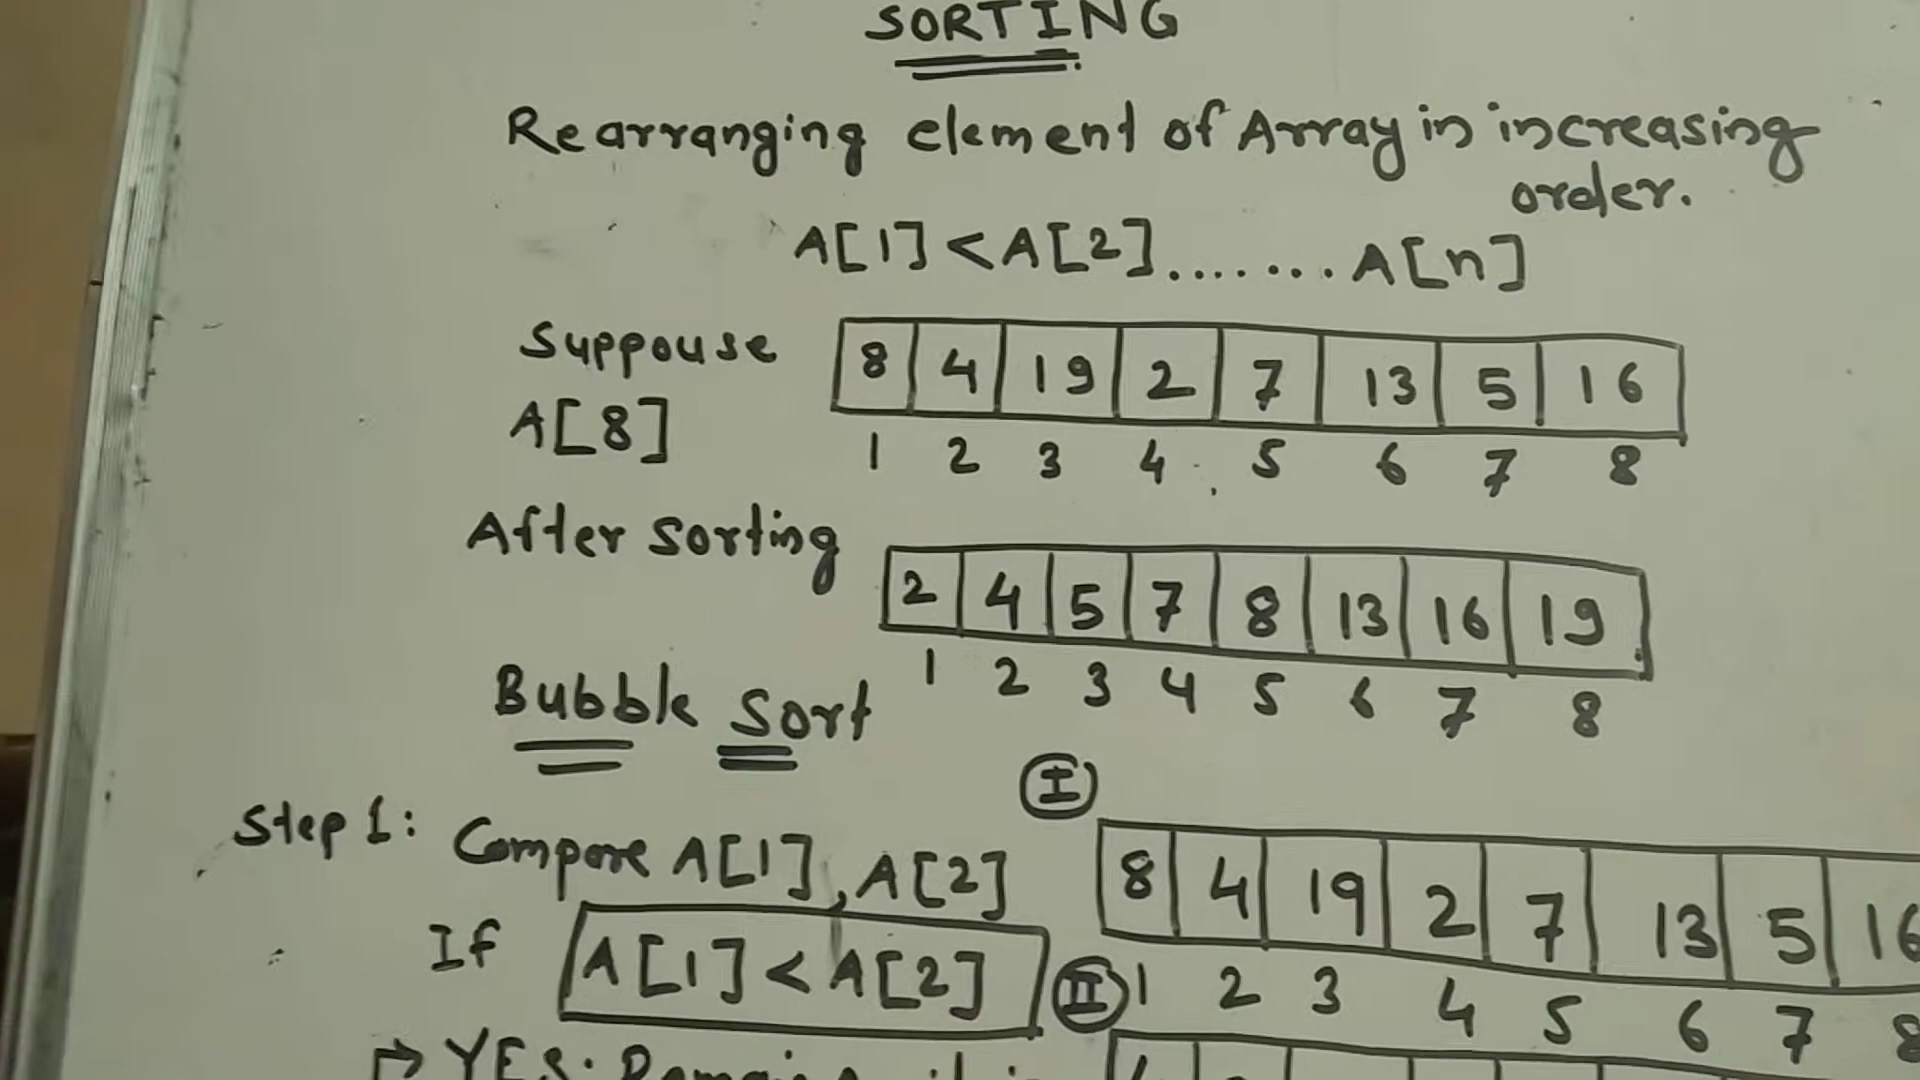 SORTING
Rearranging element of Array in increasing
order.
A[1] < A[2]....... A[n]
Suppouse
A[8]
8 4 19 2 7 13 5 16
1 2 3 4 5 6 7 8
After Sorting
2 4 5 7 8 13 16 19
1 2 3 4 5 6 7 8
Bubble Sort
Step 1: Compare A[1], A[2]
If A[1] < A[2]
I
8 4 19 2 7 13 5 16
1 2 3 4 5 6 7 8
II
→ YES.